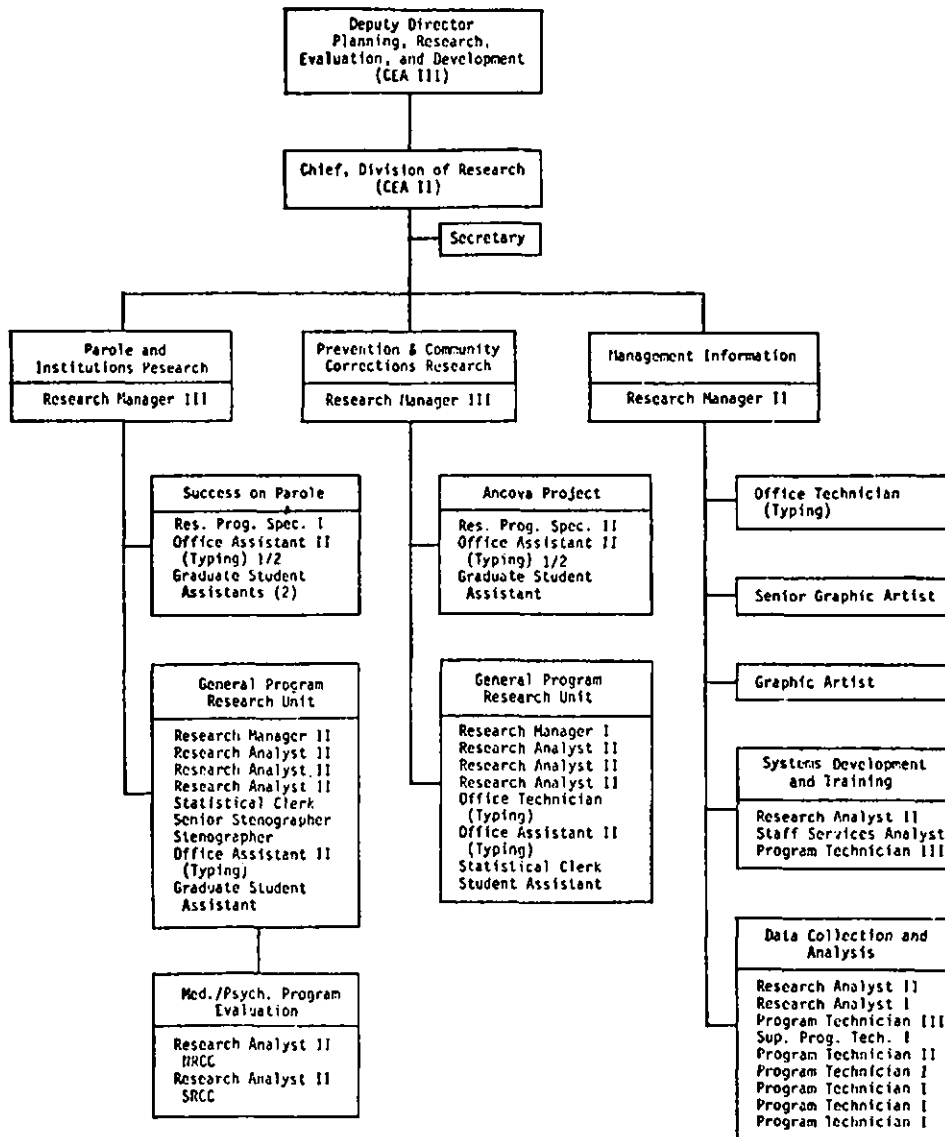 Deputy Director
Planning, Research,
Evaluation, and Development
(CEA III)
Chief, Division of Research
(CEA II)
Secretary
Parole and
Institutions Research
Research Manager III
Prevention & Community
Corrections Research
Research Manager III
Management Information
Research Manager II
Success on Parole
Res. Prog. Spec. I
Office Assistant II
(Typing) 1/2
Graduate Student
Assistants (2)
General Program
Research Unit
Research Manager II
Research Analyst II
Research Analyst II
Research Analyst II
Statistical Clerk
Senior Stenographer
Stenographer
Office Assistant II
(Typing)
Graduate Student
Assistant
Med./Psych. Program
Evaluation
Research Analyst II
NRCC
Research Analyst II
SRCC
Ancova Project
Res. Prog. Spec. II
Office Assistant II
(Typing) 1/2
Graduate Student
Assistant
General Program
Research Unit
Research Manager I
Research Analyst II
Research Analyst II
Research Analyst II
Office Technician
(Typing)
Office Assistant II
(Typing)
Statistical Clerk
Student Assistant
Office Technician
(Typing)
Senior Graphic Artist
Graphic Artist
Systems Development
and Training
Research Analyst II
Staff Services Analyst
Program Technician III
Data Collection and
Analysis
Research Analyst II
Research Analyst I
Program Technician III
Sup. Prog. Tech. I
Program Technician II
Program Technician I
Program Technician I
Program Technician I
Program Technician I